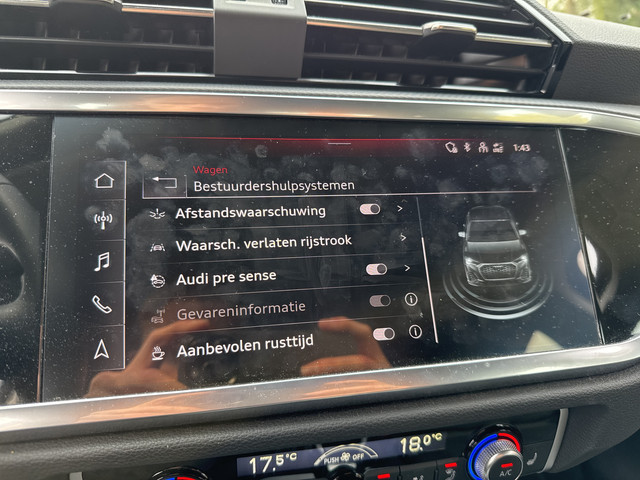 1:43
Wagen
Bestuurdershulpsystemen
Afstandswaarschuwing
Waarsch. verlaten rijstrook
Audi pre sense
Gevareninformatie
Aanbevolen rusttijd
17.5°C
PUSH OFF
18.0°C
A/C